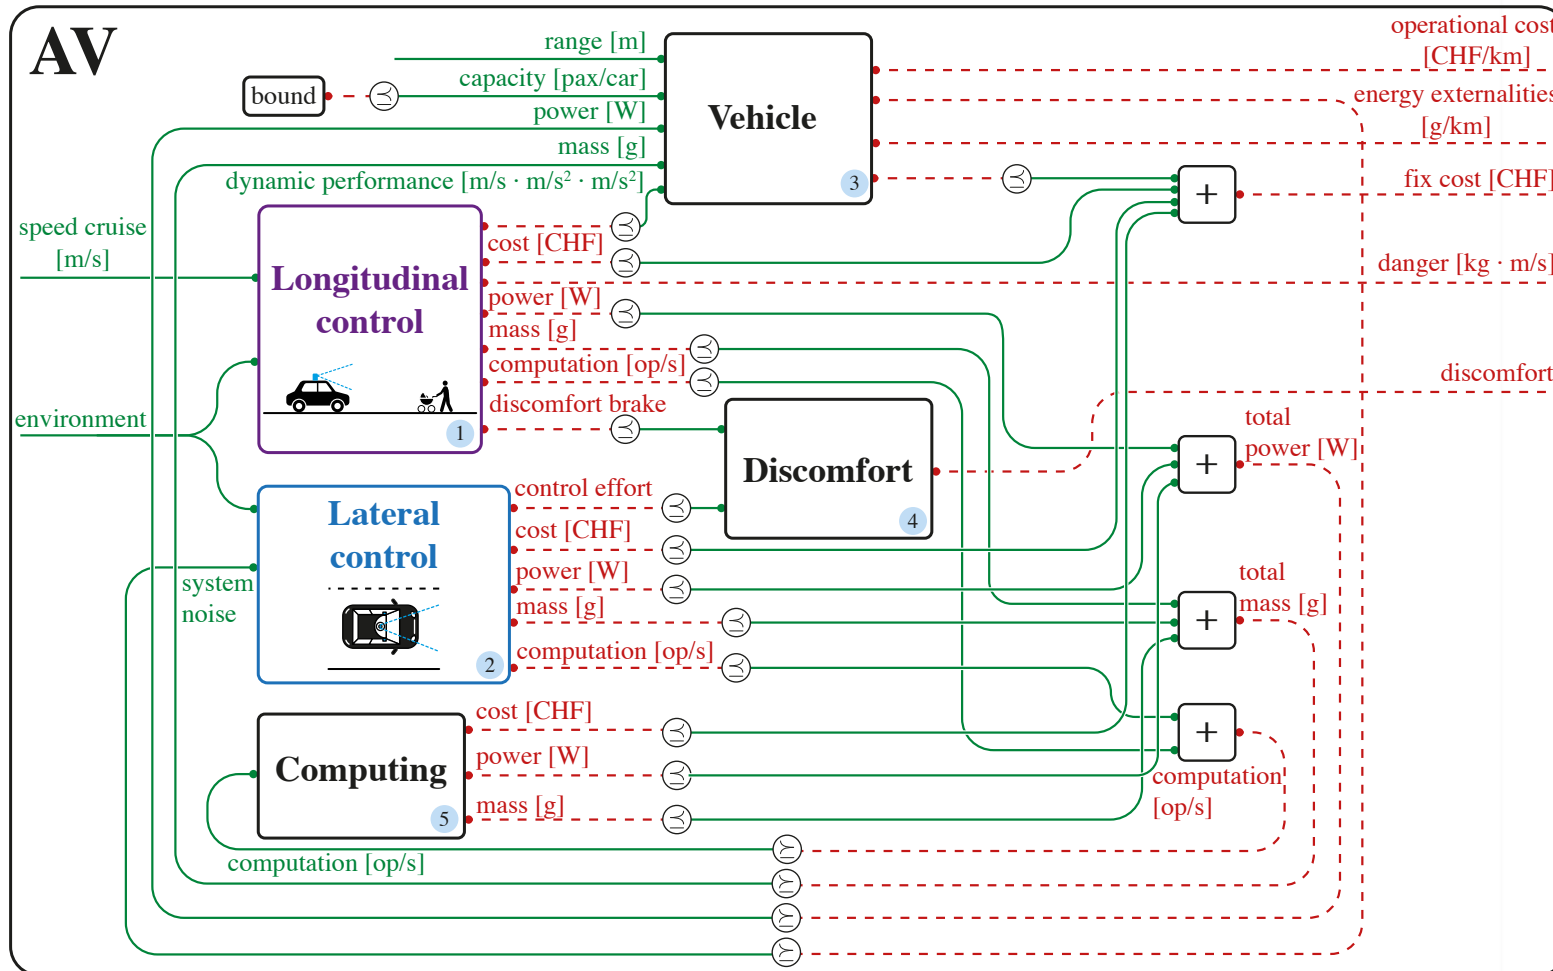 AV
range [m]
capacity [pax/car]
bound
power [W]
mass [g]
dynamic performance [m/s · m/s² · m/s²]
Vehicle
3
operational cost
[CHF/km]
energy externalities
[g/km]
fix cost [CHF]
+
speed cruise
[m/s]
environment
Longitudinal
control
1
cost [CHF]
power [W]
mass [g]
computation [op/s]
discomfort brake
danger [kg · m/s]
discomfort
Discomfort
4
total
power [W]
+
Lateral
control
2
system
noise
control effort
cost [CHF]
power [W]
mass [g]
computation [op/s]
total
mass [g]
+
Computing
5
cost [CHF]
power [W]
mass [g]
+
computation
[op/s]
computation [op/s]